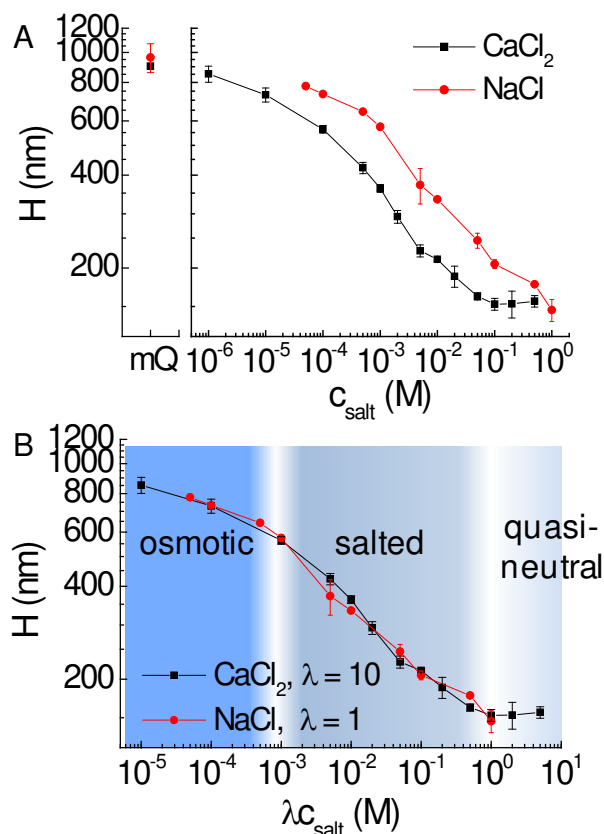 A
1200
1000
800
600
400
200
H (nm)
CaCl₂
NaCl
mQ 10⁻⁶ 10⁻⁵ 10⁻⁴ 10⁻³ 10⁻² 10⁻¹ 10⁰
c_salt (M)
B
1200
1000
800
600
400
200
H (nm)
osmotic salted quasi-
neutral
CaCl₂, λ = 10
NaCl, λ = 1
10⁻⁵ 10⁻⁴ 10⁻³ 10⁻² 10⁻¹ 10⁰ 10¹
λc_salt (M)